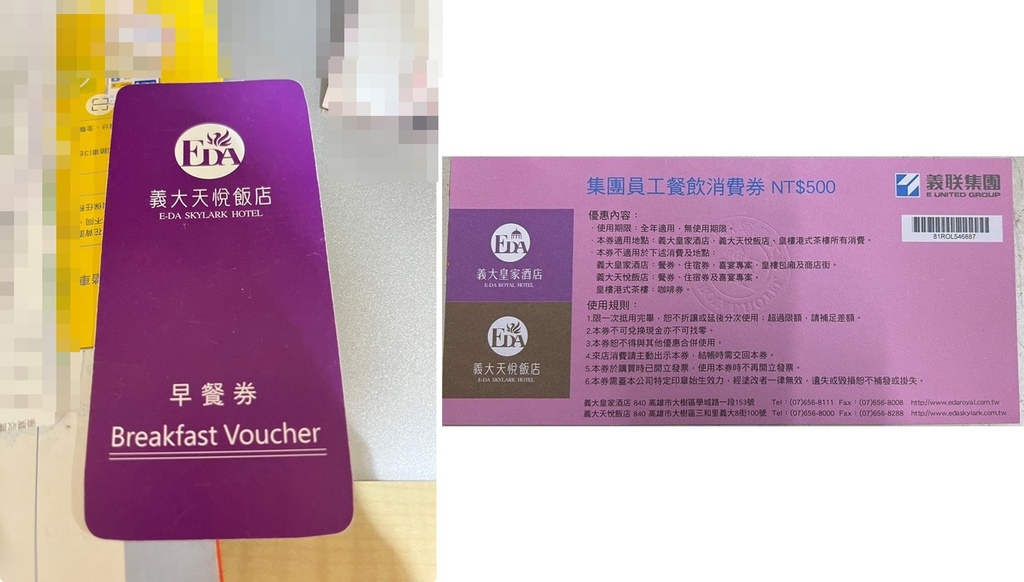 EDA
義大天悅飯店
E-DA SKYLARK HOTEL
早餐券
Breakfast Voucher
集團員工餐飲消費券 NT$500
義联集團
E UNITED GROUP
81ROL546887
EDA
義大皇家酒店
E-DA ROYAL HOTEL
EDA
義大天悅飯店
E-DA SKYLARK HOTEL
優惠內容：
· 使用期限：全年適用，無使用期限。
· 本券適用地點：義大皇家酒店、義大天悅飯店、皇樓港式茶樓所有消費。
· 本券不適用於下述消費及地點：
義大皇家酒店：餐券、住宿券、喜宴專案、皇樓包廂及商店街。
義大天悅飯店：餐券、住宿券及喜宴專案。
皇樓港式茶樓：咖啡券。
使用規則：
1.限一次抵用完畢，恕不折讓或延後分次使用；超過限額，請補足差額。
2.本券不可兌換現金亦不可找零。
3.本券恕不得與其他優惠合併使用。
4.來店消費請主動出示本券，結帳時需交回本券。
5.本券於購買時已開立發票，使用本券時不再開立發票。
6.本券需蓋本公司特定印章始生效力，經塗改者一律無效，遺失或毀損恕不補發或掛失。
義大皇家酒店 840 高雄市大樹區學城路一段153號 Tel：(07)656-8111 Fax：(07)656-8008 http://www.edaroyal.com.tw
義大天悅飯店 840 高雄市大樹區三和里義大8街100號 Tel：(07)656-8000 Fax：(07)656-8288 http://www.edaskylark.com.tw